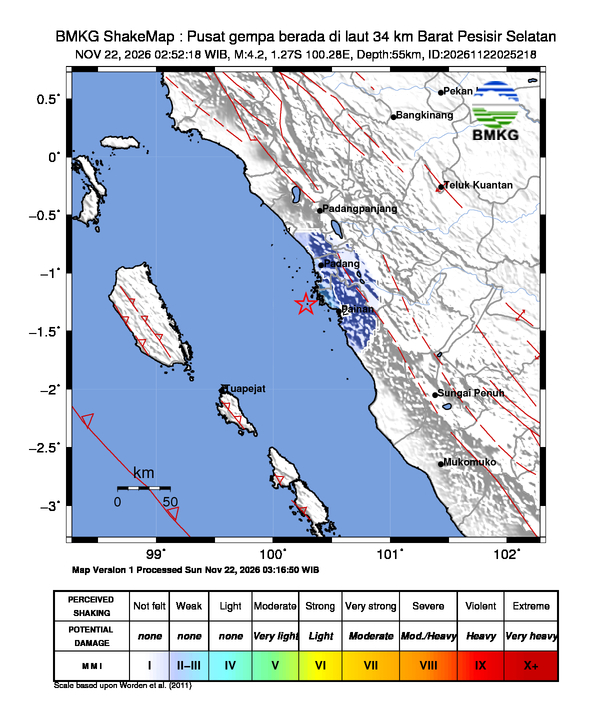 BMKG ShakeMap : Pusat gempa berada di laut 34 km Barat Pesisir Selatan
NOV 22, 2026 02:52:18 WIB, M:4.2, 1.27S 100.28E, Depth:55km, ID:20261122025218
0.5°
0°
−0.5°
−1°
−1.5°
−2°
−2.5°
−3°
Pekan
Bangkinang
BMKG
Teluk Kuantan
Padangpanjang
Padang
Painan
Tuapejat
Sungai Penuh
Mukomuko
km
0 50
99° 100° 101° 102°
Map Version 1 Processed Sun Nov 22, 2026 03:16:50 WIB
PERCEIVED SHAKING Not felt Weak Light Moderate Strong Very strong Severe Violent Extreme
POTENTIAL DAMAGE none none none Very light Light Moderate Mod./Heavy Heavy Very heavy
MMI I II–III IV V VI VII VIII IX X+
Scale based upon Worden et al. (2011)